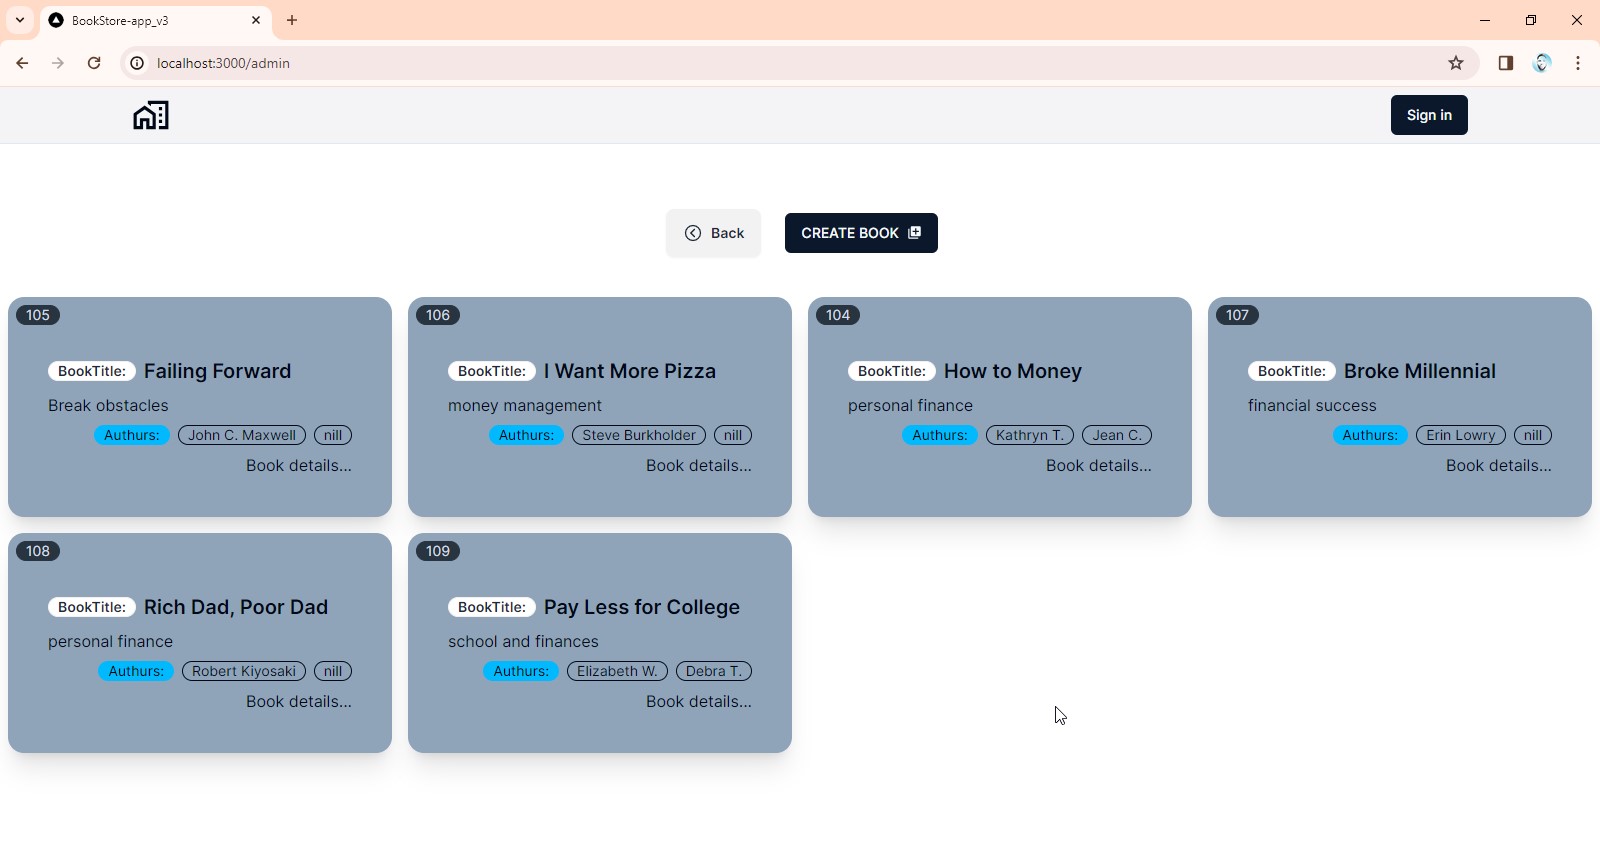 BookStore-app_v3
localhost:3000/admin
Sign in
Back
CREATE BOOK
105
BookTitle: Failing Forward
Break obstacles
Authurs: John C. Maxwell nill
Book details...
106
BookTitle: I Want More Pizza
money management
Authurs: Steve Burkholder nill
Book details...
104
BookTitle: How to Money
personal finance
Authurs: Kathryn T. Jean C.
Book details...
107
BookTitle: Broke Millennial
financial success
Authurs: Erin Lowry nill
Book details...
108
BookTitle: Rich Dad, Poor Dad
personal finance
Authurs: Robert Kiyosaki nill
Book details...
109
BookTitle: Pay Less for College
school and finances
Authurs: Elizabeth W. Debra T.
Book details...